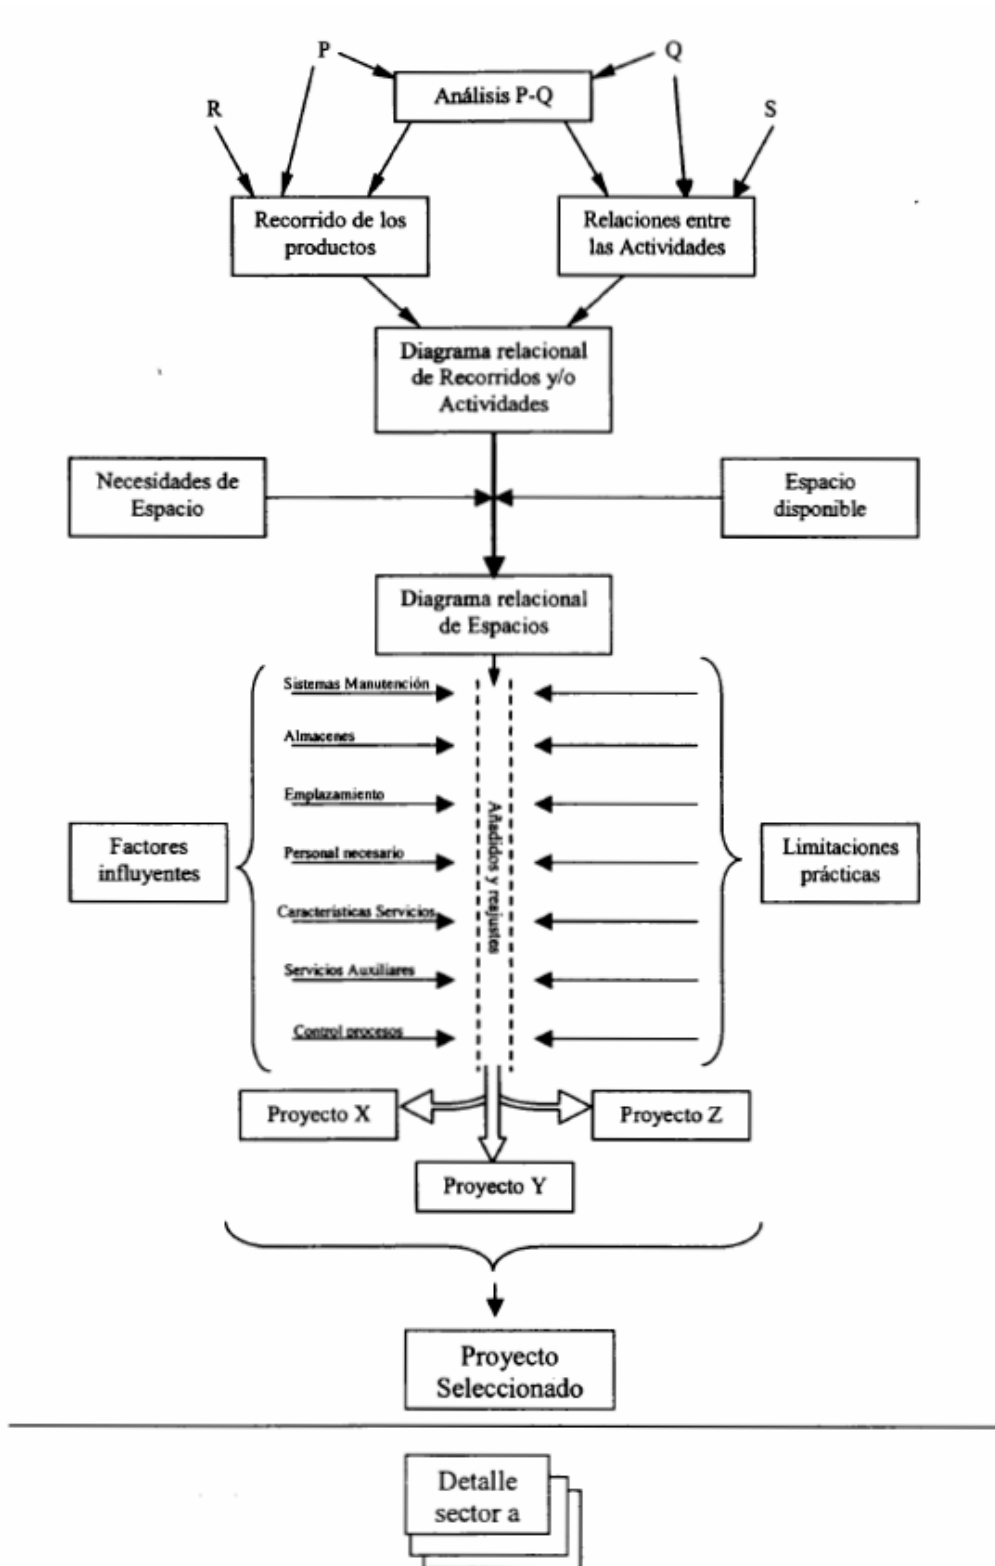 P
Q
Análisis P-Q
R
S
Recorrido de los
productos
Relaciones entre
las Actividades
Diagrama relacional
de Recorridos y/o
Actividades
Necesidades de
Espacio
Espacio
disponible
Diagrama relacional
de Espacios
Sistemas Manutención
Almacenes
Emplazamiento
Personal necesario
Características Servicios
Servicios Auxiliares
Control procesos
Factores
influyentes
Añadidos y reajustes
Limitaciones
prácticas
Proyecto X
Proyecto Z
Proyecto Y
Proyecto
Seleccionado
Detalle
sector a